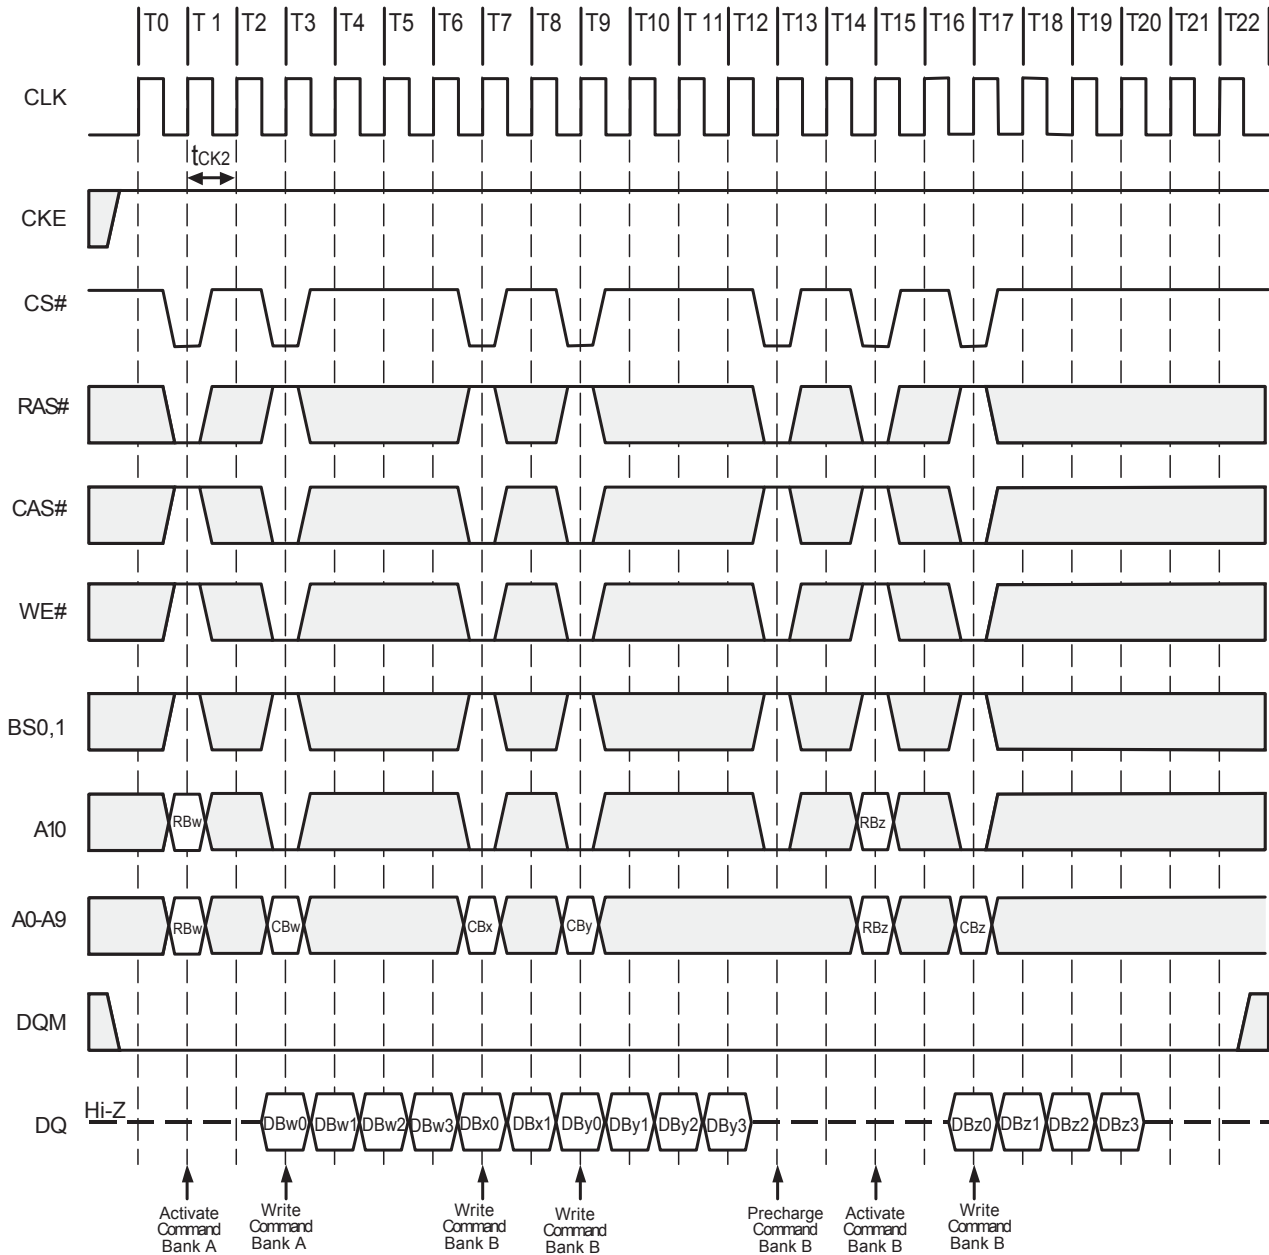 T0 T 1 T2 T3 T4 T5 T6 T7 T8 T9 T10 T 11 T12 T13 T14 T15 T16 T17 T18 T19 T20 T21 T22
CLK
tCK2
CKE
CS#
RAS#
CAS#
WE#
BS0,1
A10
RBw RBz
A0-A9
RBw CBw CBx CBy RBz CBz
DQM
DQ
Hi-Z
DBw0 DBw1 DBw2 DBw3 DBx0 DBx1 DBy0 DBy1 DBy2 DBy3 DBz0 DBz1 DBz2 DBz3
Activate
Command
Bank A
Write
Command
Bank A
Write
Command
Bank B
Write
Command
Bank B
Precharge
Command
Bank B
Activate
Command
Bank B
Write
Command
Bank B